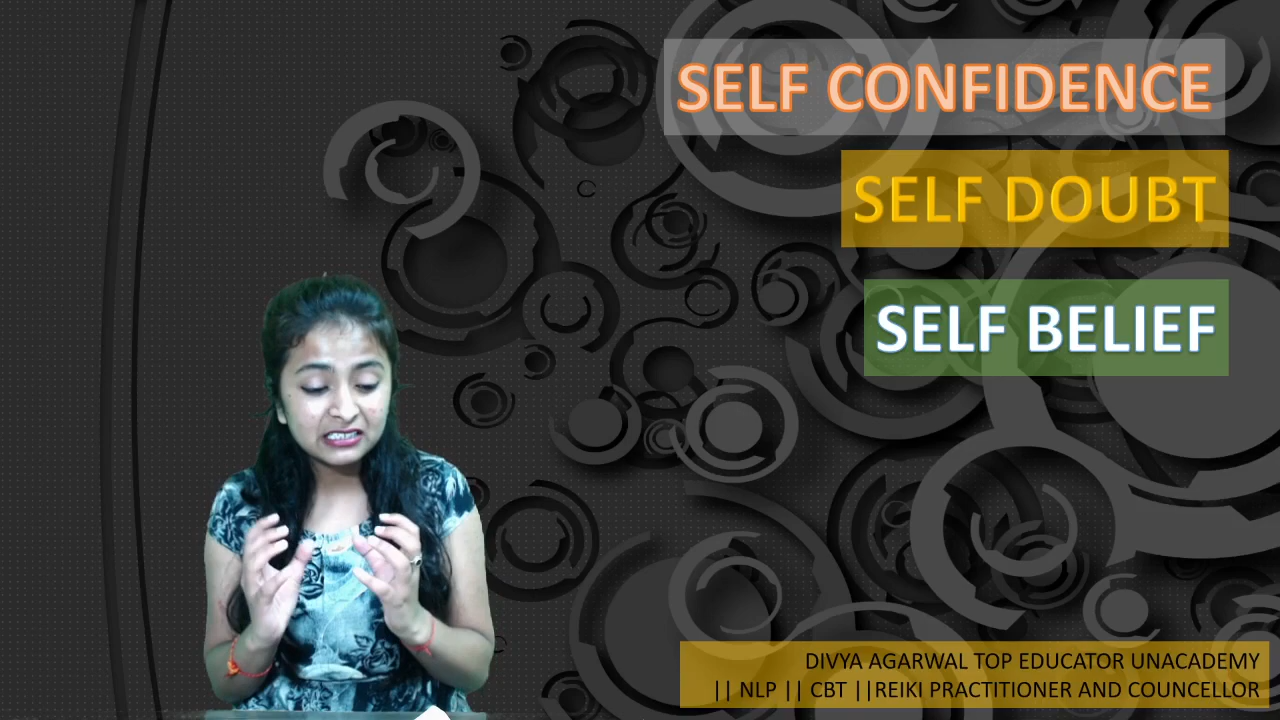 SELF CONFIDENCE
SELF DOUBT
SELF BELIEF
DIVYA AGARWAL TOP EDUCATOR UNACADEMY
|| NLP || CBT ||REIKI PRACTITIONER AND COUNCELLOR